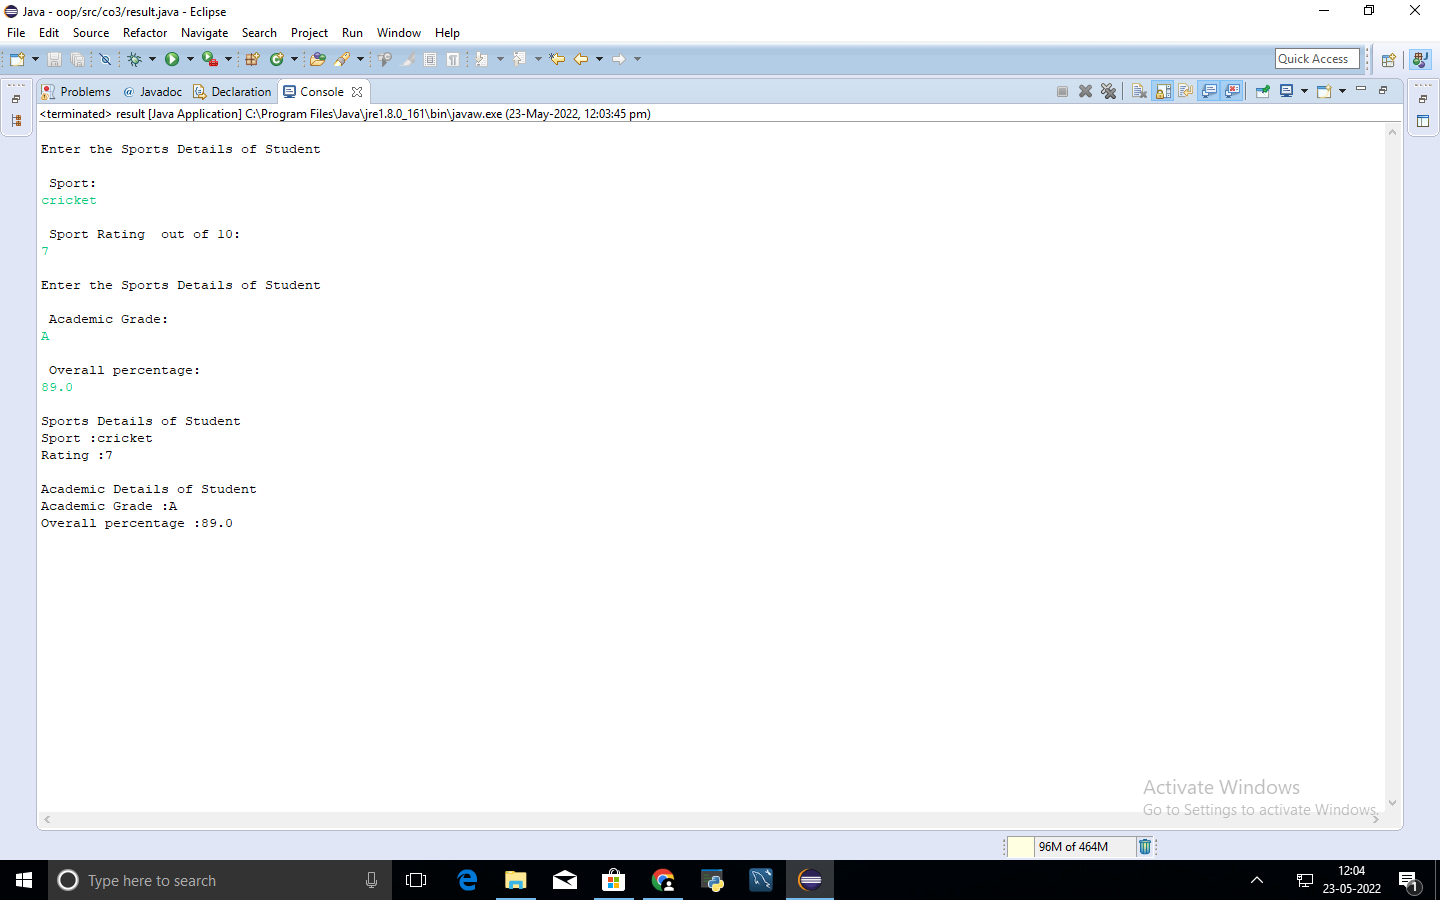 Java - oop/src/co3/result.java - Eclipse
File Edit Source Refactor Navigate Search Project Run Window Help
Quick Access
Problems @ Javadoc Declaration Console
<terminated> result [Java Application] C:\Program Files\Java\jre1.8.0_161\bin\javaw.exe (23-May-2022, 12:03:45 pm)
Enter the Sports Details of Student
Sport:
cricket
Sport Rating  out of 10:
7
Enter the Sports Details of Student
Academic Grade:
A
Overall percentage:
89.0
Sports Details of Student
Sport :cricket
Rating :7
Academic Details of Student
Academic Grade :A
Overall percentage :89.0
Activate Windows
Go to Settings to activate Windows.
96M of 464M
Type here to search
12:04
23-05-2022
1